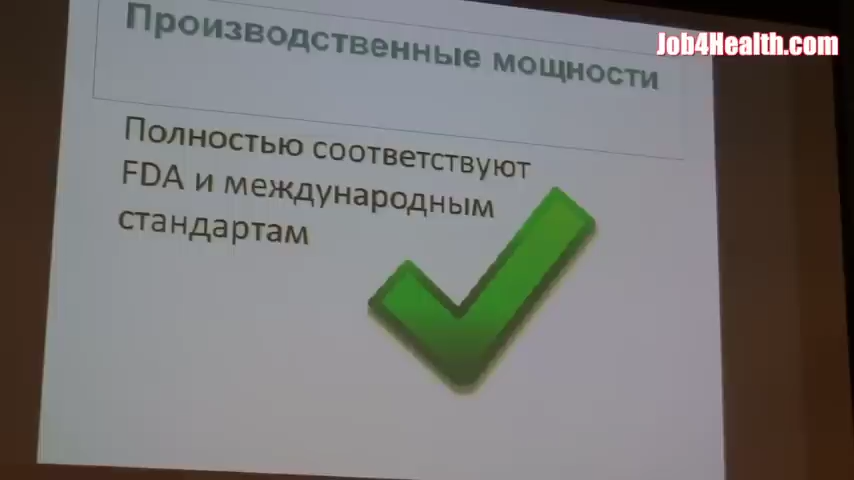 Job4Health.com
Производственные мощности
Полностью соответствуют
FDA и международным
стандартам